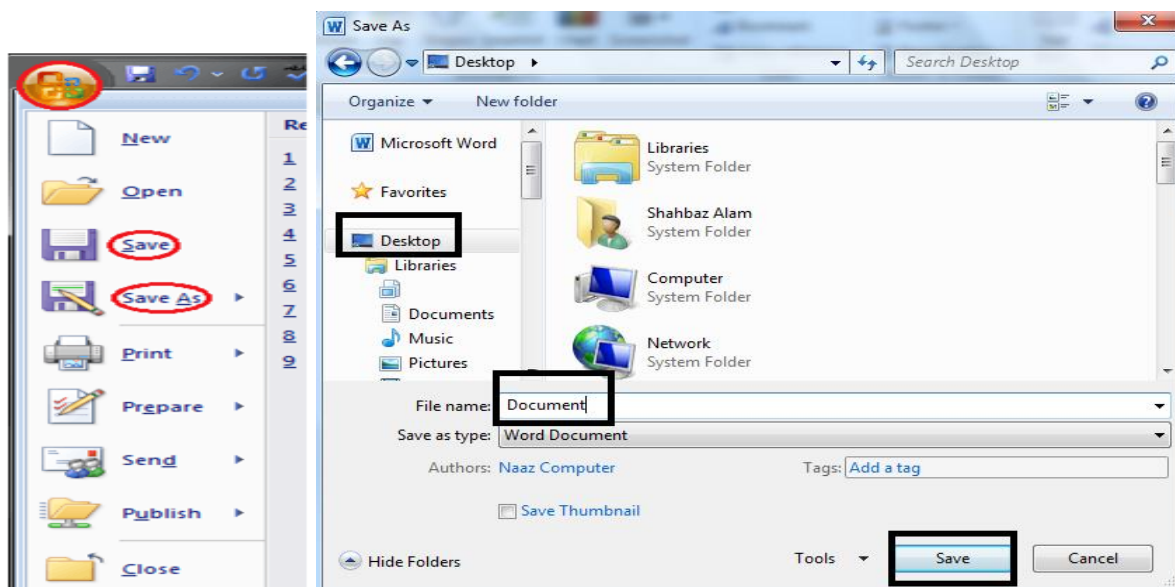 New
Open
Save
Save As
Print
Prepare
Send
Publish
Close
Re
1
2
3
4
5
6
7
8
9
Save As
Desktop
Search Desktop
Organize
New folder
Microsoft Word
Favorites
Desktop
Libraries
Documents
Music
Pictures
Libraries
System Folder
Shahbaz Alam
System Folder
Computer
System Folder
Network
System Folder
File name: Document
Save as type: Word Document
Authors: Naaz Computer Tags: Add a tag
Save Thumbnail
Hide Folders Tools Save Cancel